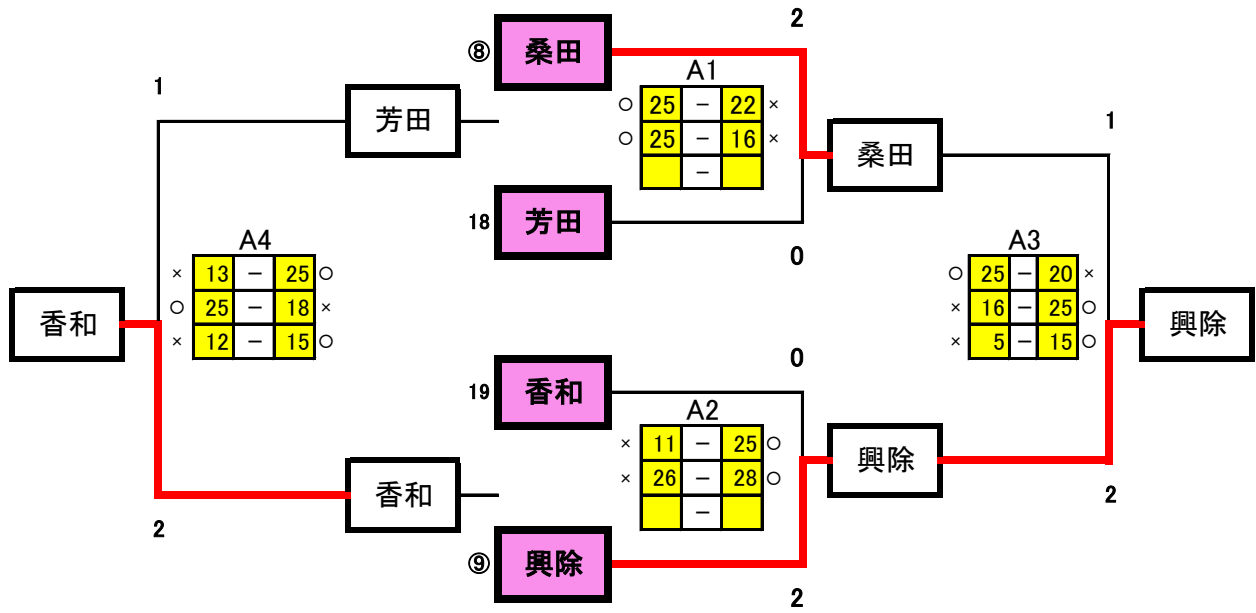 2
⑧ 桑田
A1
1
○ 25 － 22 ×
芳田
1
○ 25 － 16 ×
桑田
－
18 芳田
A4
A3
0
× 13 － 25 ○
○ 25 － 20 ×
○ 25 － 18 ×
× 16 － 25 ○
香和
興除
× 12 － 15 ○
× 5 － 15 ○
0
19 香和
A2
× 11 － 25 ○
興除
× 26 － 28 ○
香和
2
－
2
⑨ 興除
2